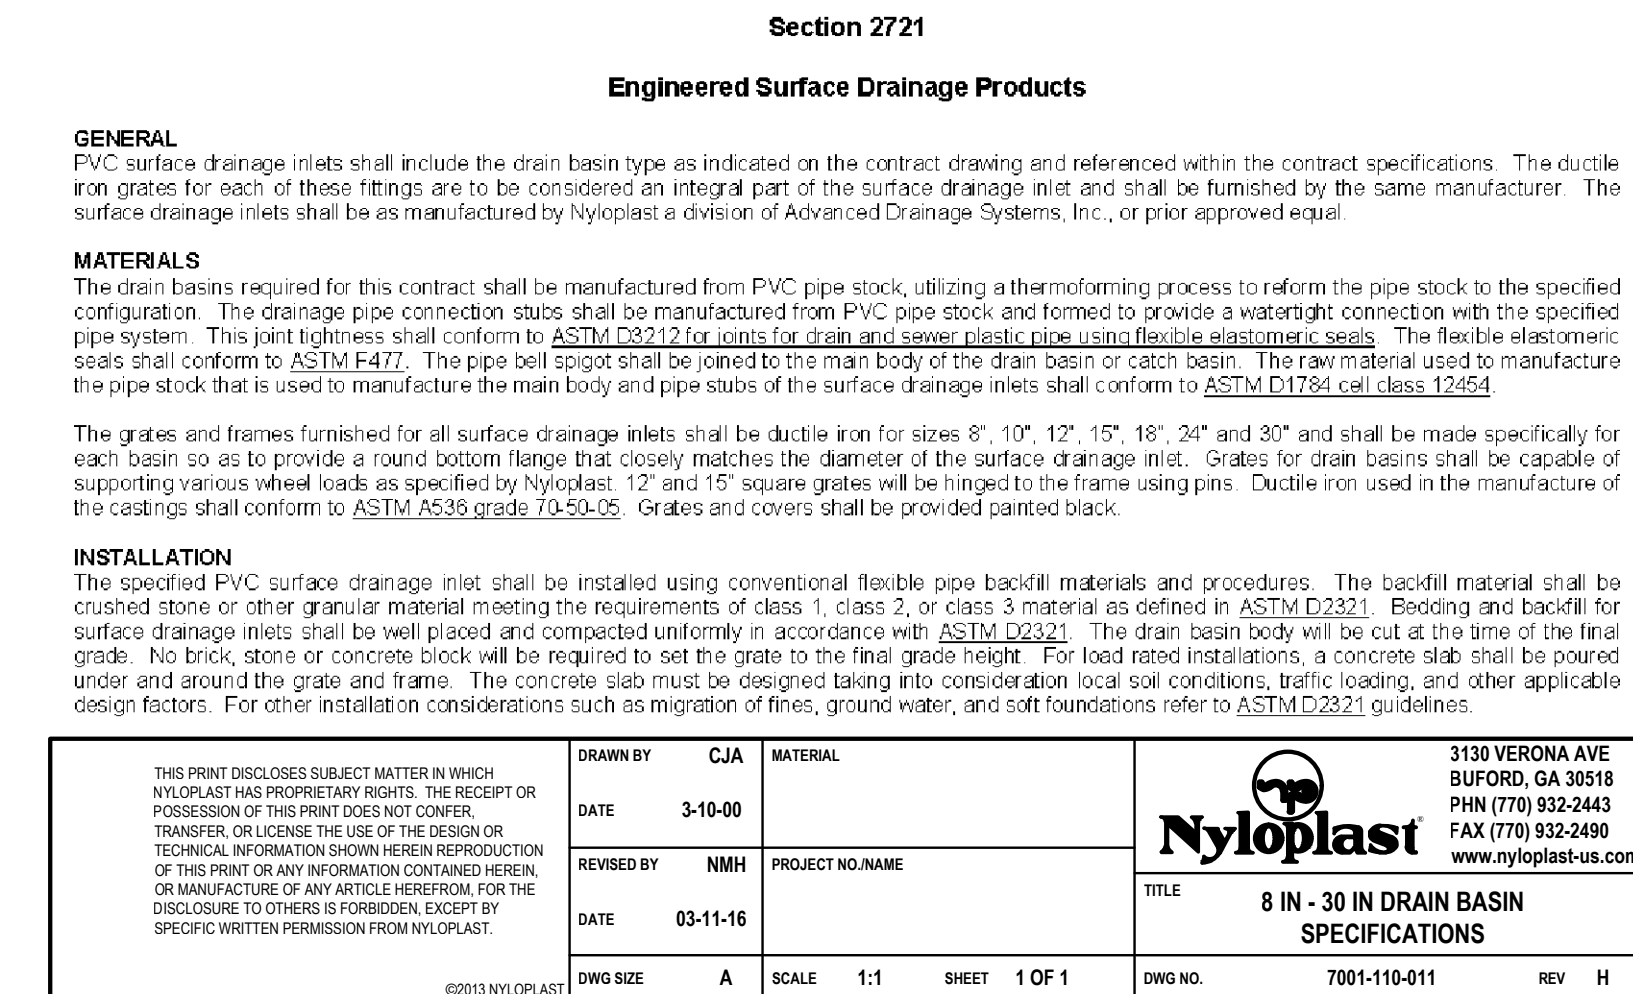 Section 2721
Engineered Surface Drainage Products
GENERAL
PVC surface drainage inlets shall include the drain basin type as indicated on the contract drawing and referenced within the contract specifications. The ductile
iron grates for each of these fittings are to be considered an integral part of the surface drainage inlet and shall be furnished by the same manufacturer. The
surface drainage inlets shall be as manufactured by Nyloplast a division of Advanced Drainage Systems, Inc., or prior approved equal.
MATERIALS
The drain basins required for this contract shall be manufactured from PVC pipe stock, utilizing a thermoforming process to reform the pipe stock to the specified
configuration. The drainage pipe connection stubs shall be manufactured from PVC pipe stock and formed to provide a watertight connection with the specified
pipe system. This joint tightness shall conform to ASTM D3212 for joints for drain and sewer plastic pipe using flexible elastomeric seals. The flexible elastomeric
seals shall conform to ASTM F477. The pipe bell spigot shall be joined to the main body of the drain basin or catch basin. The raw material used to manufacture
the pipe stock that is used to manufacture the main body and pipe stubs of the surface drainage inlets shall conform to ASTM D1784 cell class 12454.
The grates and frames furnished for all surface drainage inlets shall be ductile iron for sizes 8", 10", 12", 15", 18", 24" and 30" and shall be made specifically for
each basin so as to provide a round bottom flange that closely matches the diameter of the surface drainage inlet. Grates for drain basins shall be capable of
supporting various wheel loads as specified by Nyloplast. 12" and 15" square grates will be hinged to the frame using pins. Ductile iron used in the manufacture of
the castings shall conform to ASTM A536 grade 70-50-05. Grates and covers shall be provided painted black.
INSTALLATION
The specified PVC surface drainage inlet shall be installed using conventional flexible pipe backfill materials and procedures. The backfill material shall be
crushed stone or other granular material meeting the requirements of class 1, class 2, or class 3 material as defined in ASTM D2321. Bedding and backfill for
surface drainage inlets shall be well placed and compacted uniformly in accordance with ASTM D2321. The drain basin body will be cut at the time of the final
grade. No brick, stone or concrete block will be required to set the grate to the final grade height. For load rated installations, a concrete slab shall be poured
under and around the grate and frame. The concrete slab must be designed taking into consideration local soil conditions, traffic loading, and other applicable
design factors. For other installation considerations such as migration of fines, ground water, and soft foundations refer to ASTM D2321 guidelines.
THIS PRINT DISCLOSES SUBJECT MATTER IN WHICH
NYLOPLAST HAS PROPRIETARY RIGHTS. THE RECEIPT OR
POSSESSION OF THIS PRINT DOES NOT CONFER,
TRANSFER, OR LICENSE THE USE OF THE DESIGN OR
TECHNICAL INFORMATION SHOWN HEREIN REPRODUCTION
OF THIS PRINT OR ANY INFORMATION CONTAINED HEREIN,
OR MANUFACTURE OF ANY ARTICLE HEREFROM, FOR THE
DISCLOSURE TO OTHERS IS FORBIDDEN, EXCEPT BY
SPECIFIC WRITTEN PERMISSION FROM NYLOPLAST.
©2013 NYLOPLAST
DRAWN BY CJA
DATE 3-10-00
REVISED BY NMH
DATE 03-11-16
DWG SIZE A
MATERIAL
PROJECT NO./NAME
SCALE 1:1 SHEET 1 OF 1
Nyloplast®
3130 VERONA AVE
BUFORD, GA 30518
PHN (770) 932-2443
FAX (770) 932-2490
www.nyloplast-us.com
TITLE
8 IN - 30 IN DRAIN BASIN
SPECIFICATIONS
DWG NO. 7001-110-011 REV H